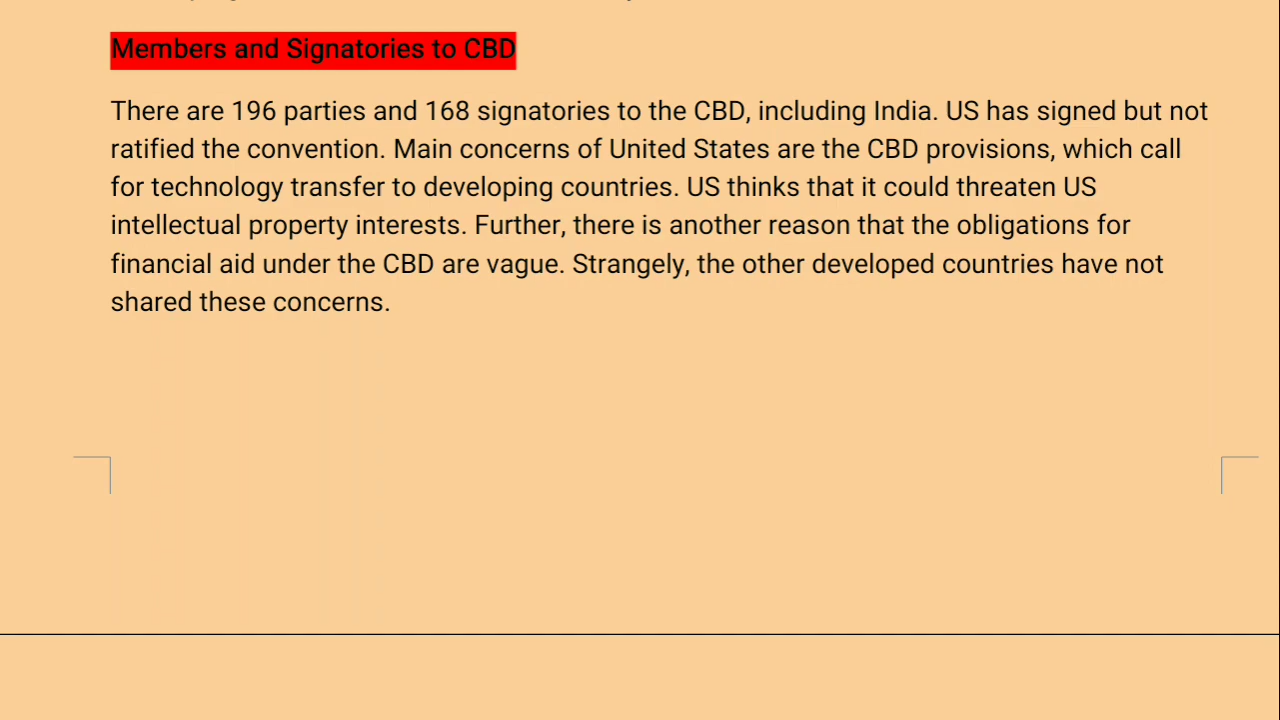 Members and Signatories to CBD
There are 196 parties and 168 signatories to the CBD, including India. US has signed but not
ratified the convention. Main concerns of United States are the CBD provisions, which call
for technology transfer to developing countries. US thinks that it could threaten US
intellectual property interests. Further, there is another reason that the obligations for
financial aid under the CBD are vague. Strangely, the other developed countries have not
shared these concerns.